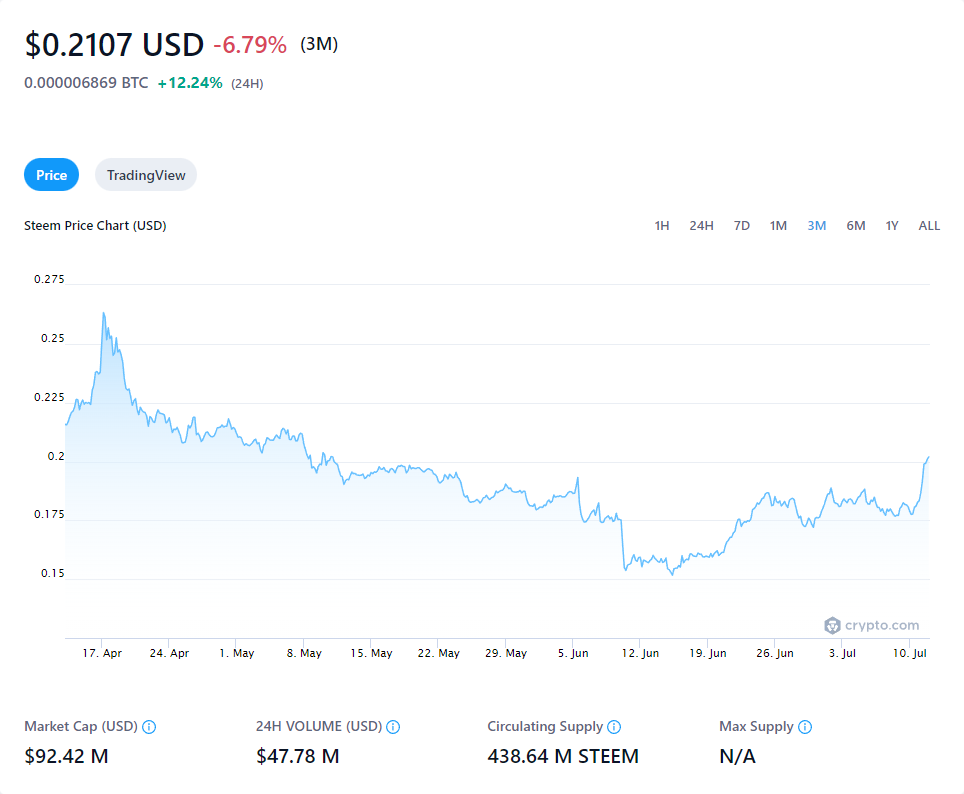 $0.2107 USD -6.79% (3M)
0.000006869 BTC +12.24% (24H)
Price TradingView
Steem Price Chart (USD) 1H 24H 7D 1M 3M 6M 1Y ALL
0.275
0.25
0.225
0.2
0.175
0.15
crypto.com
17. Apr 24. Apr 1. May 8. May 15. May 22. May 29. May 5. Jun 12. Jun 19. Jun 26. Jun 3. Jul 10. Jul
Market Cap (USD) 24H VOLUME (USD) Circulating Supply Max Supply
$92.42 M $47.78 M 438.64 M STEEM N/A